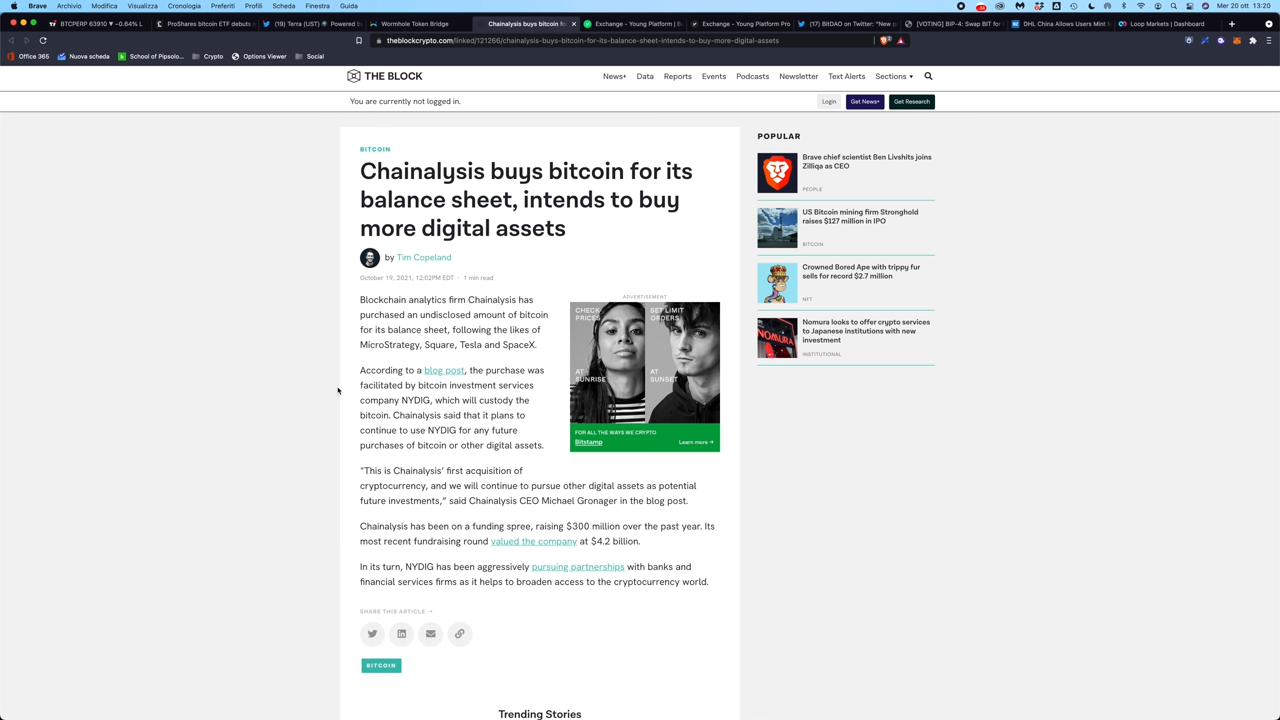 Brave Archivio Modifica Visualizza Cronologia Preferiti Profili Scheda Finestra Guida
Mer 20 ott 13:20
BTCPERP 63910 ▼ −0.64% L
ProShares bitcoin ETF debuts
(19) Terra (UST) Powered b
Wormhole Token Bridge
Chainalysis buys bitcoin fo
Exchange - Young Platform | B
Exchange - Young Platform Pro
(12) BitDAO on Twitter: "New p
[VOTING] BIP-4: Swap BIT for
DHL China Allows Users Mint
Loop Markets | Dashboard
theblockcrypto.com/linked/121266/chainalysis-buys-bitcoin-for-its-balance-sheet-intends-to-buy-more-digital-assets
Office 365
Nuova scheda
School of Pipsolo...
Crypto
Options Viewer
Social
THE BLOCK
News+ Data Reports Events Podcasts Newsletter Text Alerts Sections
You are currently not logged in.
Login
Get News+
Get Research
BITCOIN
Chainalysis buys bitcoin for its
balance sheet, intends to buy
more digital assets
by Tim Copeland
October 19, 2021, 12:02PM EDT · 1 min read
Blockchain analytics firm Chainalysis has
purchased an undisclosed amount of bitcoin
for its balance sheet, following the likes of
MicroStrategy, Square, Tesla and SpaceX.
According to a blog post, the purchase was
facilitated by bitcoin investment services
company NYDIG, which will custody the
bitcoin. Chainalysis said that it plans to
continue to use NYDIG for any future
purchases of bitcoin or other digital assets.
"This is Chainalysis’ first acquisition of
cryptocurrency, and we will continue to pursue other digital assets as potential
future investments,” said Chainalysis CEO Michael Gronager in the blog post.
Chainalysis has been on a funding spree, raising $300 million over the past year. Its
most recent fundraising round valued the company at $4.2 billion.
In its turn, NYDIG has been aggressively pursuing partnerships with banks and
financial services firms as it helps to broaden access to the cryptocurrency world.
ADVERTISEMENT
CHECK
PRICES
SET LIMIT
ORDERS
AT
SUNRISE
AT
SUNSET
FOR ALL THE WAYS WE CRYPTO
Bitstamp
Learn more →
SHARE THIS ARTICLE →
BITCOIN
Trending Stories
POPULAR
Brave chief scientist Ben Livshits joins
Zilliqa as CEO
PEOPLE
US Bitcoin mining firm Stronghold
raises $127 million in IPO
BITCOIN
Crowned Bored Ape with trippy fur
sells for record $2.7 million
NFT
NOMURA
Nomura looks to offer crypto services
to Japanese institutions with new
investment
INSTITUTIONAL